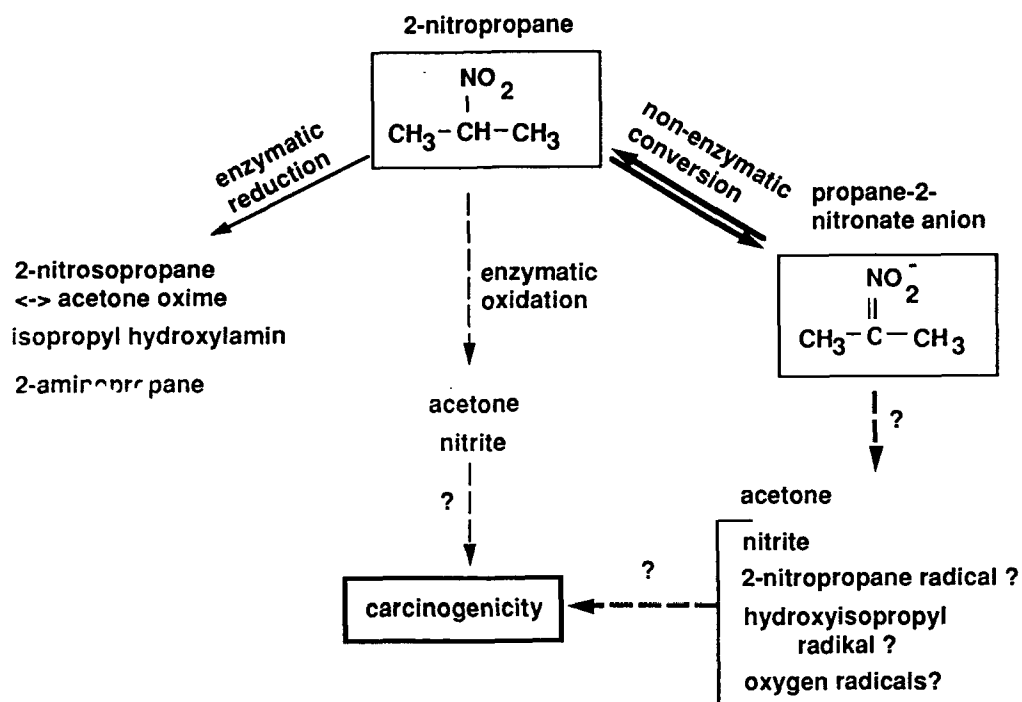 2-nitropropane
NO2
CH3-CH-CH3
enzymatic
reduction
non-enzymatic
conversion
propane-2-
nitronate anion
NO2-
CH3-C-CH3
2-nitrosopropane
<-> acetone oxime
isopropyl hydroxylamin
enzymatic
oxidation
acetone
nitrite
?
?
acetone
nitrite
2-nitropropane radical ?
hydroxyisopropyl
radikal ?
oxygen radicals?
?
carcinogenicity